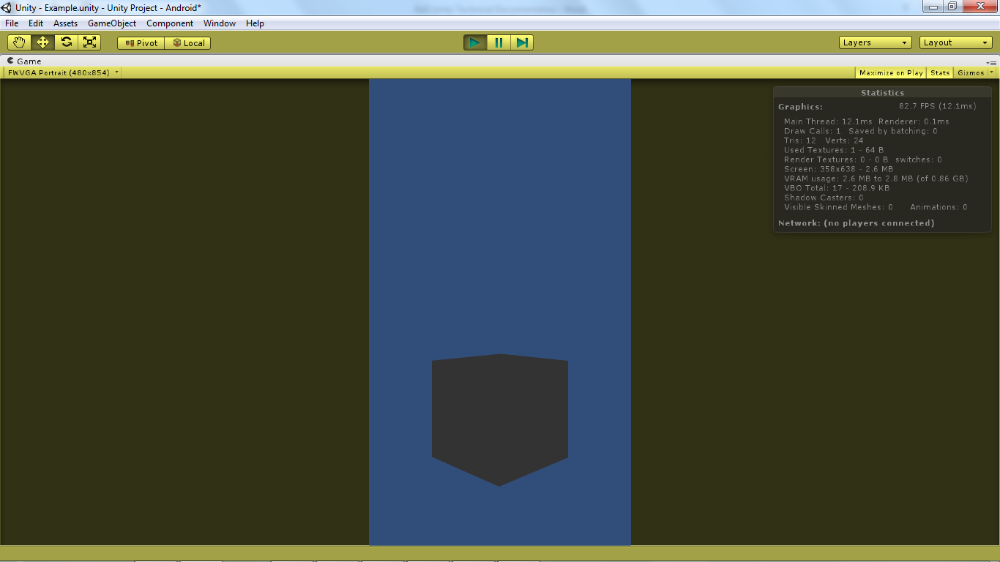 Unity - Example.unity - Unity Project - Android*
File Edit Assets GameObject Component Window Help
Pivot Local Layers Layout
Game
FWVGA Portrait (480x854) Maximize on Play Stats Gizmos
Statistics
Graphics: 82.7 FPS (12.1ms)
Main Thread: 12.1ms Renderer: 0.1ms
Draw Calls: 1 Saved by batching: 0
Tris: 12 Verts: 24
Used Textures: 1 - 64 B
Render Textures: 0 - 0 B switches: 0
Screen: 358x638 - 2.6 MB
VRAM usage: 2.6 MB to 2.8 MB (of 0.86 GB)
VBO Total: 17 - 208.9 KB
Shadow Casters: 0
Visible Skinned Meshes: 0 Animations: 0
Network: (no players connected)